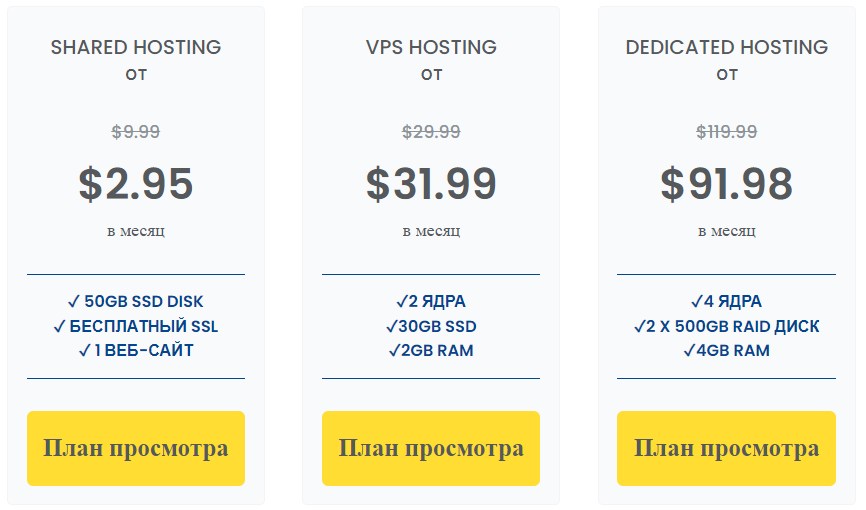 SHARED HOSTING
ОТ
$9.99
$2.95
в месяц
✓ 50GB SSD DISK
✓ БЕСПЛАТНЫЙ SSL
✓ 1 ВЕБ-САЙТ
План просмотра
VPS HOSTING
ОТ
$29.99
$31.99
в месяц
✓2 ЯДРА
✓30GB SSD
✓2GB RAM
План просмотра
DEDICATED HOSTING
ОТ
$119.99
$91.98
в месяц
✓4 ЯДРА
✓2 X 500GB RAID ДИСК
✓4GB RAM
План просмотра